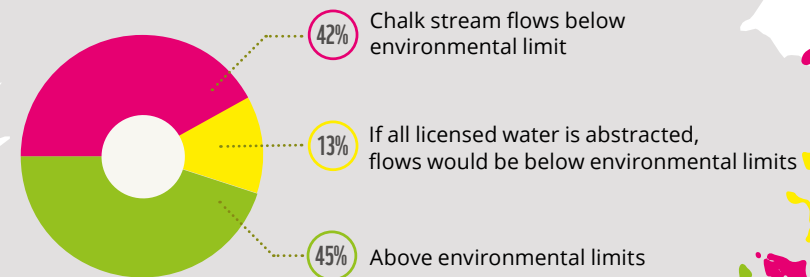 42%
Chalk stream flows below
environmental limit
13%
If all licensed water is abstracted,
flows would be below environmental limits
45%
Above environmental limits